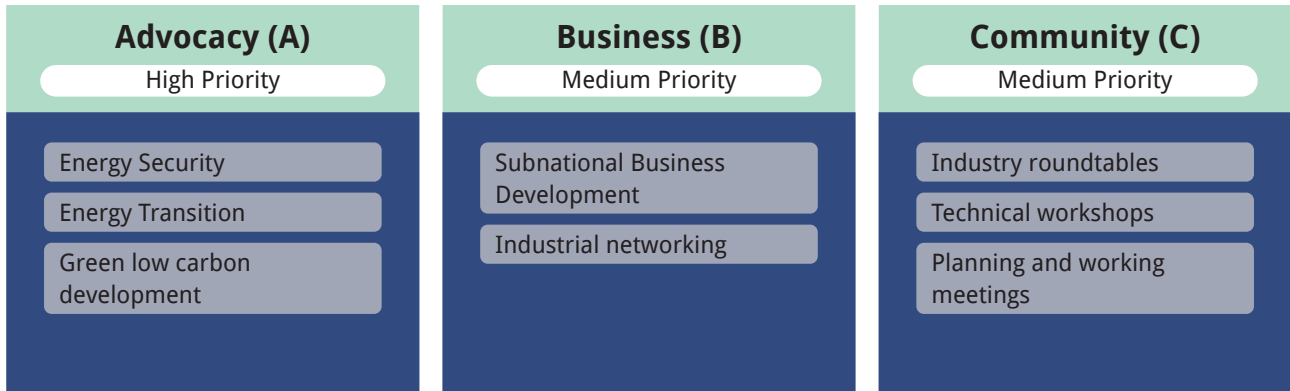 Advocacy (A)
High Priority
Energy Security
Energy Transition
Green low carbon
development
Business (B)
Medium Priority
Subnational Business
Development
Industrial networking
Community (C)
Medium Priority
Industry roundtables
Technical workshops
Planning and working
meetings